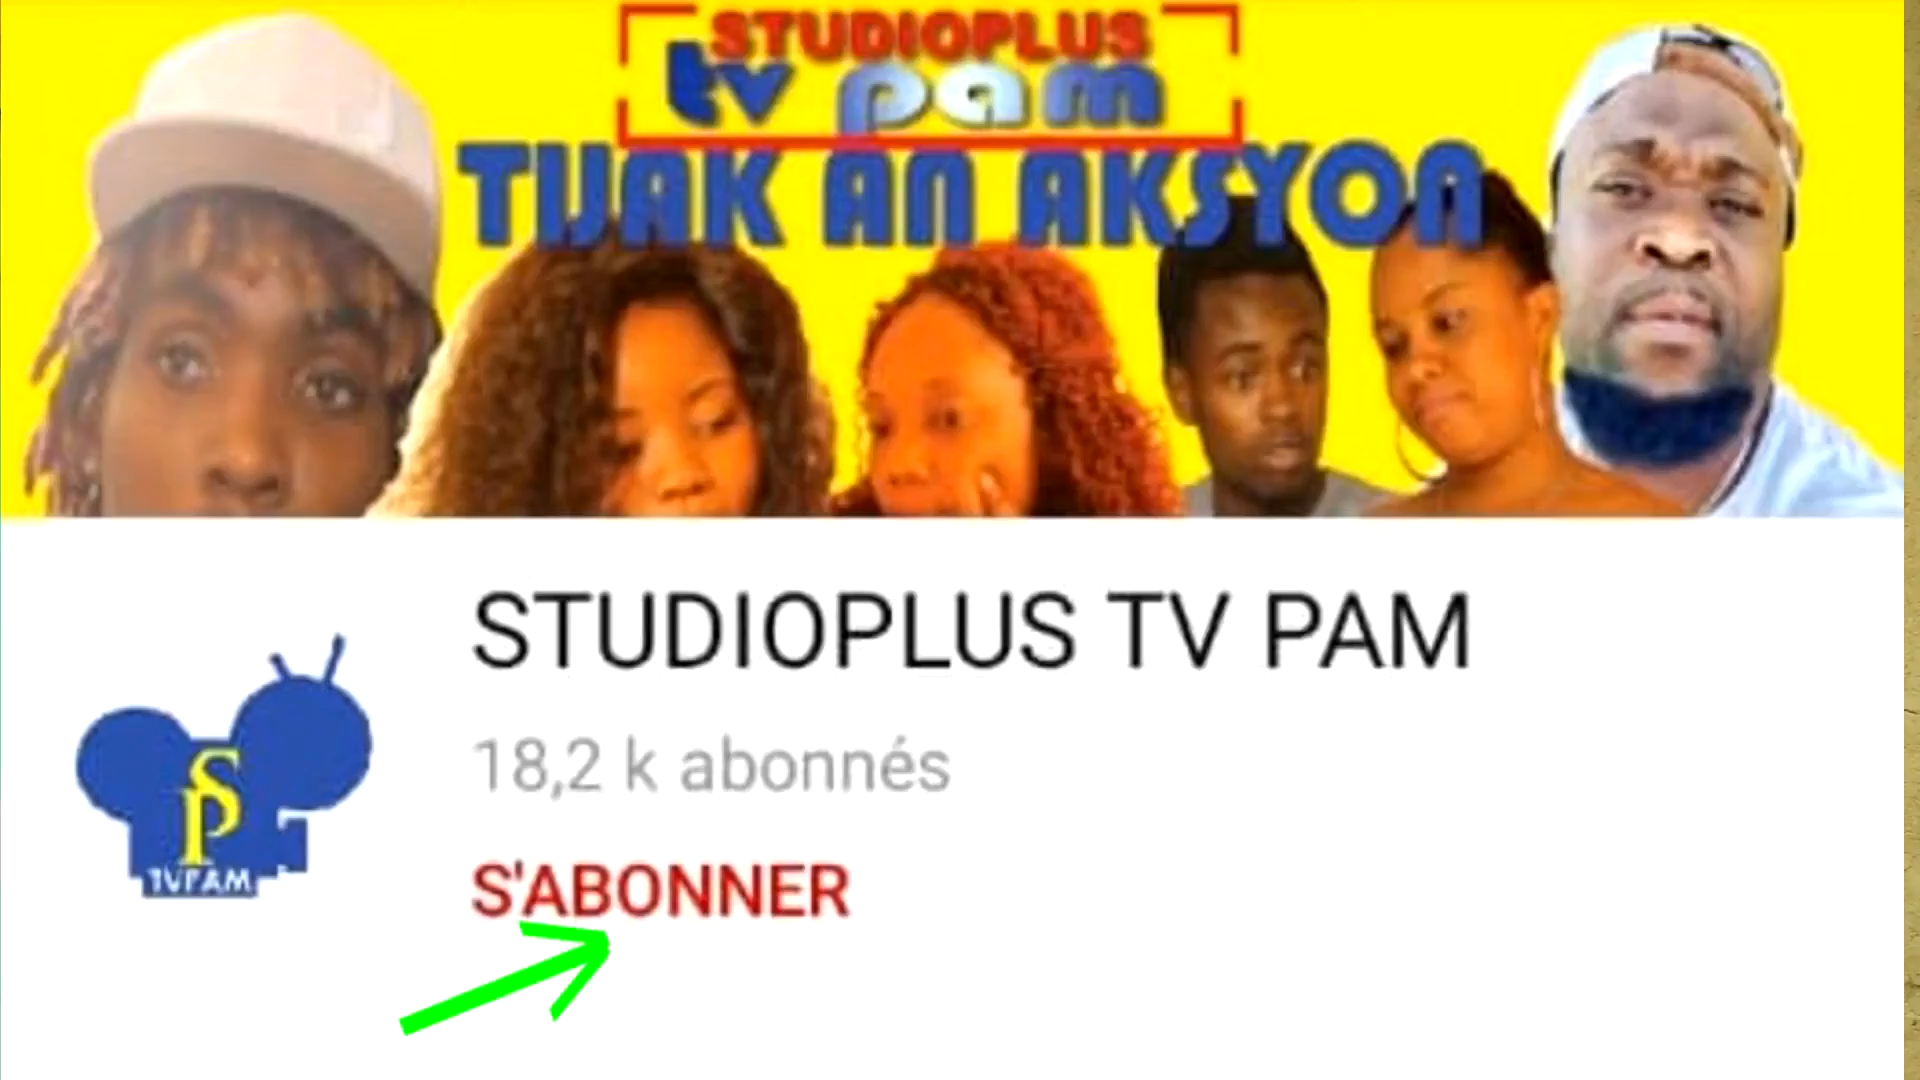 STUDIOPLUS
tv pam
TIJAK AN AKSYON
STUDIOPLUS TV PAM
18,2 k abonnés
SP
TVPAM
S'ABONNER